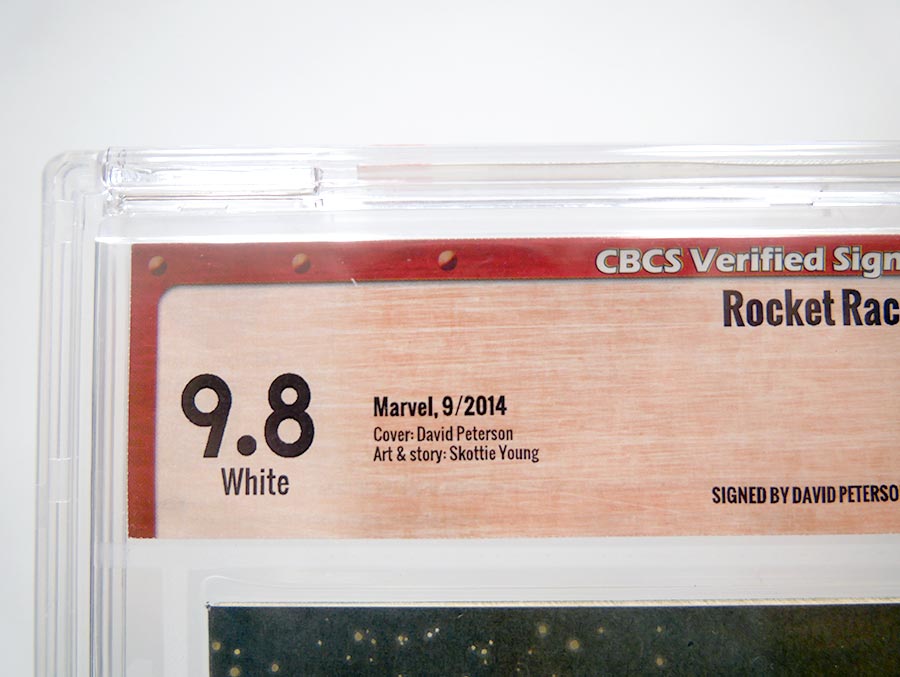 CBCS Verified Sign
Rocket Rac
9.8
White
Marvel, 9/2014
Cover: David Peterson
Art & story: Skottie Young
SIGNED BY DAVID PETERSO